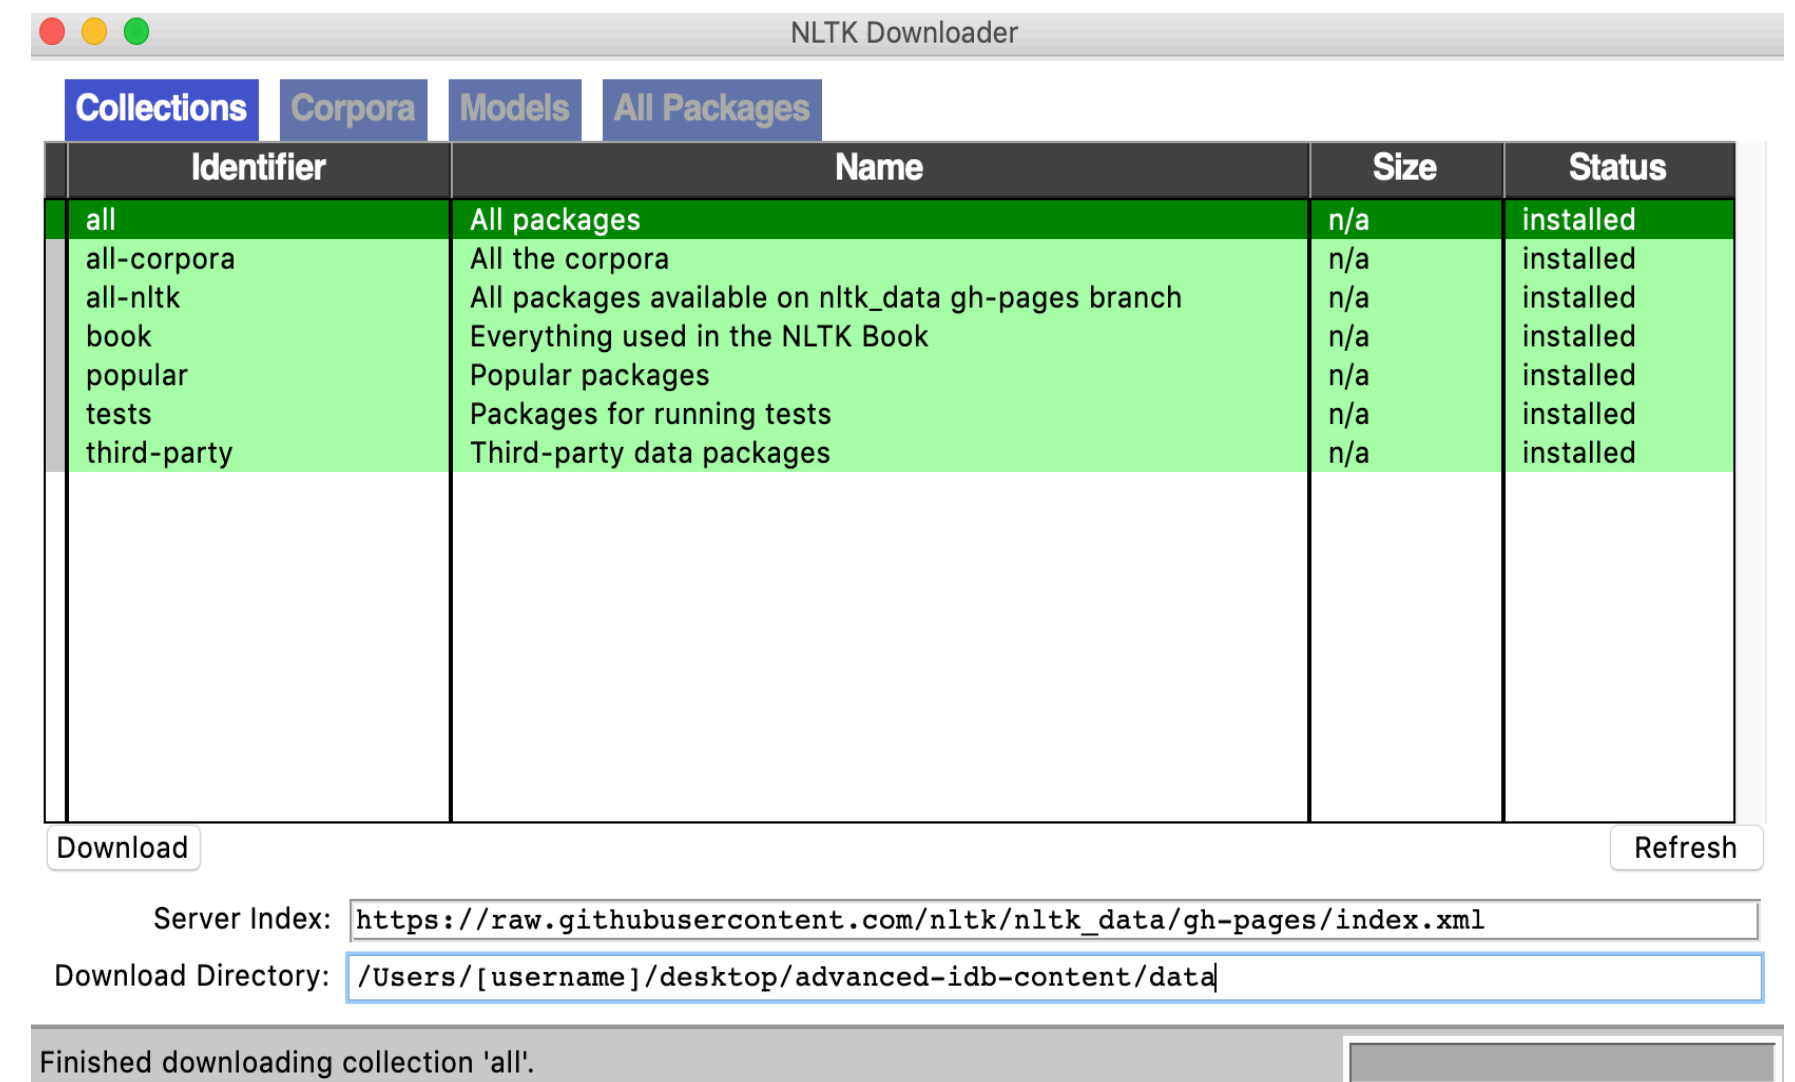 NLTK Downloader
Collections Corpora Models All Packages
Identifier Name Size Status
all All packages n/a installed
all-corpora All the corpora n/a installed
all-nltk All packages available on nltk_data gh-pages branch n/a installed
book Everything used in the NLTK Book n/a installed
popular Popular packages n/a installed
tests Packages for running tests n/a installed
third-party Third-party data packages n/a installed
Download Refresh
Server Index: https://raw.githubusercontent.com/nltk/nltk_data/gh-pages/index.xml
Download Directory: /Users/[username]/desktop/advanced-idb-content/data
Finished downloading collection 'all'.